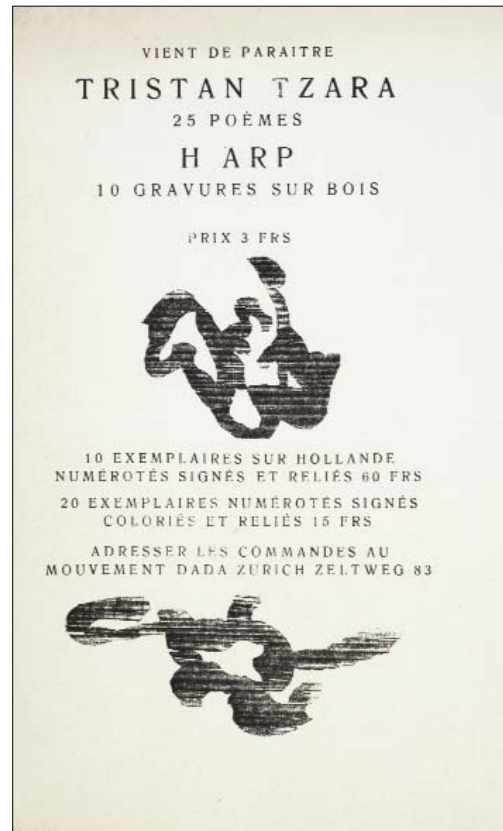 VIENT DE PARAITRE
TRISTAN TZARA
25 POÈMES
H ARP
10 GRAVURES SUR BOIS
PRIX 3 FRS
10 EXEMPLAIRES SUR HOLLANDE
NUMÉROTÉS SIGNÉS ET RELIÉS 60 FRS
20 EXEMPLAIRES NUMÉROTÉS SIGNÉS
COLORIÉS ET RELIÉS 15 FRS
ADRESSER LES COMMANDES AU
MOUVEMENT DADA ZURICH ZELTWEG 83